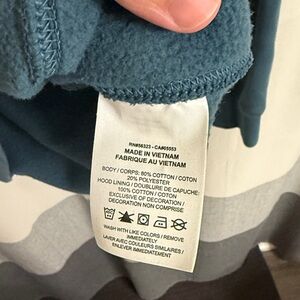 RN#56323 - CA#05553
MADE IN VIETNAM
FABRIQUE AU VIETNAM
BODY / CORPS: 80% COTTON / COTON
20% POLYESTER
HOOD LINING / DOUBLURE DE CAPUCHE:
100% COTTON / COTON
EXCLUSIVE OF DECORATION /
DECORATION NON COMPRISE
WASH WITH LIKE COLORS / REMOVE
IMMEDIATELY
LAVER AVEC COULEURS SIMILAIRES /
ENLEVER IMMEDIATEMENT